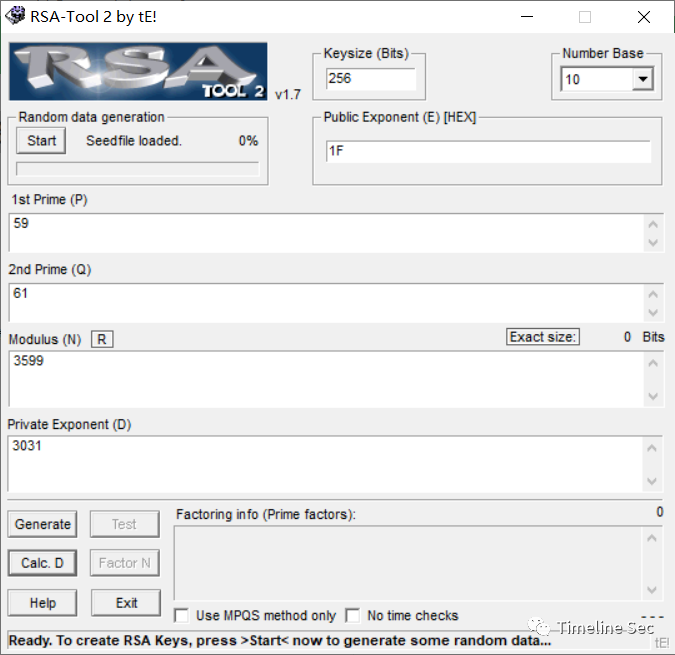 RSA-Tool 2 by tE!
RSA
TOOL 2
v1.7
Keysize (Bits)
256
Number Base
10
Random data generation
Start
Seedfile loaded.
0%
Public Exponent (E) [HEX]
1F
1st Prime (P)
59
2nd Prime (Q)
61
Modulus (N)
R
Exact size:
0
Bits
3599
Private Exponent (D)
3031
Generate
Test
Calc. D
Factor N
Help
Exit
Factoring info (Prime factors):
0
Use MPQS method only
No time checks
Timeline Sec
Ready. To create RSA Keys, press >Start< now to generate some random data...
tE!